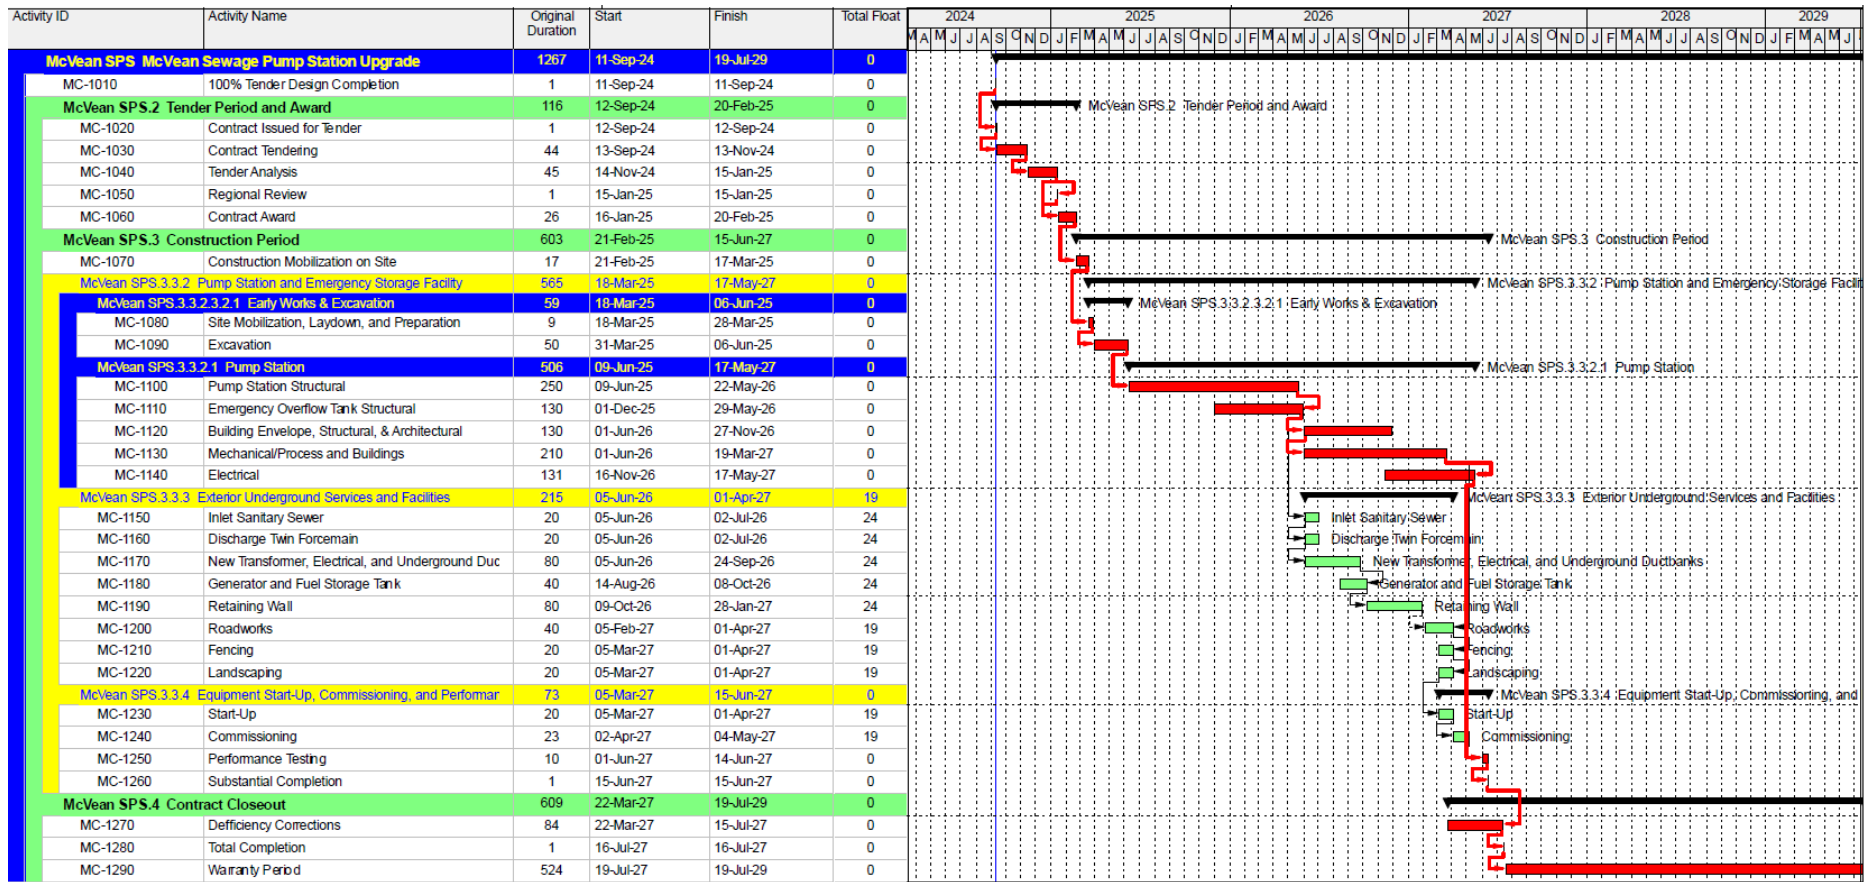 Activity ID Activity Name Original Duration Start Finish Total Float 2024 2025 2026 2027 2028 2029
M A M J J A S O N D J F M A M J J A S O N D J F M A M J J A S O N D J F M A M J J A S O N D J F M A M J J A S O N D J F M A M J
McVean SPS McVean Sewage Pump Station Upgrade 1267 11-Sep-24 19-Jul-29 0
MC-1010 100% Tender Design Completion 1 11-Sep-24 11-Sep-24 0
McVean SPS.2 Tender Period and Award 116 12-Sep-24 20-Feb-25 0 McVean SPS.2 Tender Period and Award
MC-1020 Contract Issued for Tender 1 12-Sep-24 12-Sep-24 0
MC-1030 Contract Tendering 44 13-Sep-24 13-Nov-24 0
MC-1040 Tender Analysis 45 14-Nov-24 15-Jan-25 0
MC-1050 Regional Review 1 15-Jan-25 15-Jan-25 0
MC-1060 Contract Award 26 16-Jan-25 20-Feb-25 0
McVean SPS.3 Construction Period 603 21-Feb-25 15-Jun-27 0 McVean SPS.3 Construction Period
MC-1070 Construction Mobilization on Site 17 21-Feb-25 17-Mar-25 0
McVean SPS.3.3.2 Pump Station and Emergency Storage Facility 565 18-Mar-25 17-May-27 0 McVean SPS.3.3.2 Pump Station and Emergency Storage Facili
McVean SPS.3.3.2.3.2.1 Early Works & Excavation 59 18-Mar-25 06-Jun-25 0 McVean SPS.3.3.2.3.2.1 Early Works & Excavation
MC-1080 Site Mobilization, Laydown, and Preparation 9 18-Mar-25 28-Mar-25 0
MC-1090 Excavation 50 31-Mar-25 06-Jun-25 0
McVean SPS.3.3.2.1 Pump Station 506 09-Jun-25 17-May-27 0 McVean SPS.3.3.2.1 Pump Station
MC-1100 Pump Station Structural 250 09-Jun-25 22-May-26 0
MC-1110 Emergency Overflow Tank Structural 130 01-Dec-25 29-May-26 0
MC-1120 Building Envelope, Structural, & Architectural 130 01-Jun-26 27-Nov-26 0
MC-1130 Mechanical/Process and Buildings 210 01-Jun-26 19-Mar-27 0
MC-1140 Electrical 131 16-Nov-26 17-May-27 0
McVean SPS.3.3.3 Exterior Underground Services and Facilities 215 05-Jun-26 01-Apr-27 19 McVean SPS.3.3.3 Exterior Underground Services and Facilities
MC-1150 Inlet Sanitary Sewer 20 05-Jun-26 02-Jul-26 24 Inlet Sanitary Sewer
MC-1160 Discharge Twin Forcemain 20 05-Jun-26 02-Jul-26 24 Discharge Twin Forcemain
MC-1170 New Transformer, Electrical, and Underground Duc 80 05-Jun-26 24-Sep-26 24 New Transformer, Electrical, and Underground Ductbanks
MC-1180 Generator and Fuel Storage Tank 40 14-Aug-26 08-Oct-26 24 Generator and Fuel Storage Tank
MC-1190 Retaining Wall 80 09-Oct-26 28-Jan-27 24 Retaining Wall
MC-1200 Roadworks 40 05-Feb-27 01-Apr-27 19 Roadworks
MC-1210 Fencing 20 05-Mar-27 01-Apr-27 19 Fencing
MC-1220 Landscaping 20 05-Mar-27 01-Apr-27 19 Landscaping
McVean SPS.3.3.4 Equipment Start-Up, Commissioning, and Performar 73 05-Mar-27 15-Jun-27 0 McVean SPS.3.3.4 Equipment Start-Up, Commissioning, and
MC-1230 Start-Up 20 05-Mar-27 01-Apr-27 19 Start-Up
MC-1240 Commissioning 23 02-Apr-27 04-May-27 19 Commissioning
MC-1250 Performance Testing 10 01-Jun-27 14-Jun-27 0
MC-1260 Substantial Completion 1 15-Jun-27 15-Jun-27 0
McVean SPS.4 Contract Closeout 609 22-Mar-27 19-Jul-29 0
MC-1270 Defficiency Corrections 84 22-Mar-27 15-Jul-27 0
MC-1280 Total Completion 1 16-Jul-27 16-Jul-27 0
MC-1290 Warranty Period 524 19-Jul-27 19-Jul-29 0